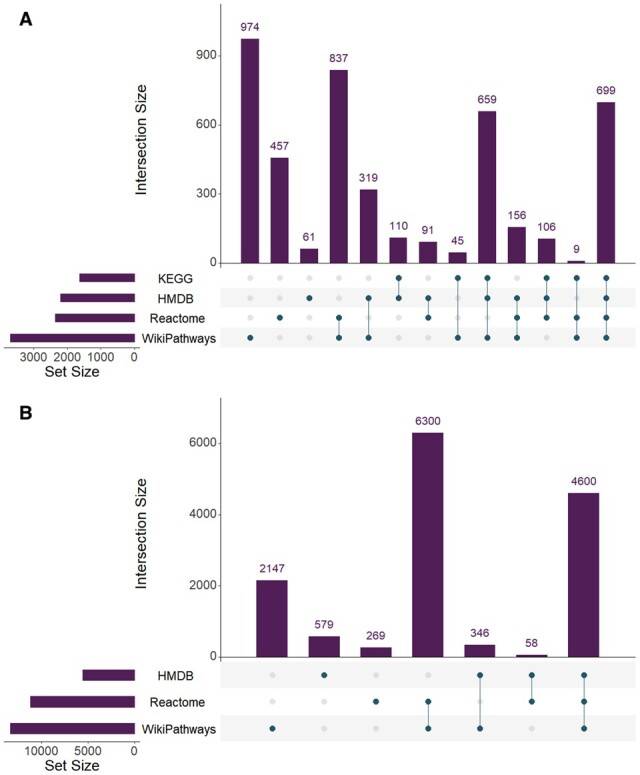 A
974
837
900
699
659
600
457
319
300
156
110
106
91
61
45
9
0
Intersection Size
KEGG
HMDB
Reactome
WikiPathways
3000 2000 1000 0
Set Size
B
6300
6000
4600
4000
2147
2000
579
269
346
58
0
Intersection Size
HMDB
Reactome
WikiPathways
10000 5000 0
Set Size